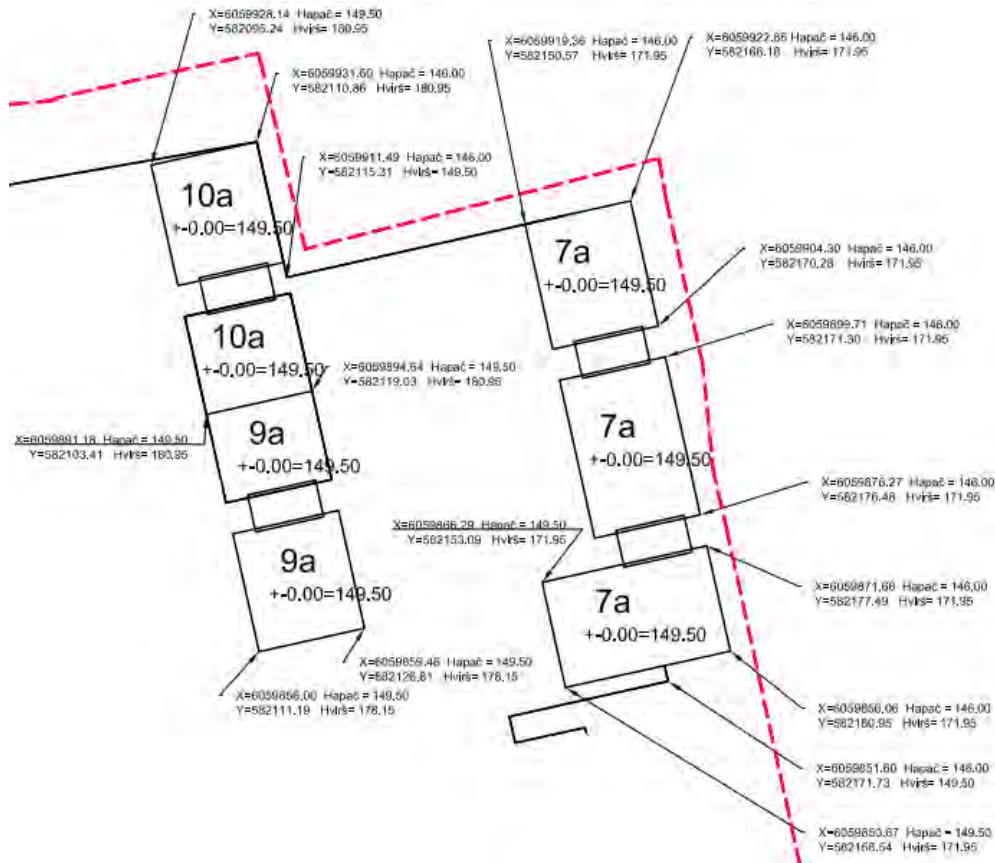 X=6059928.14 Hapač = 149.50
Y=582095.24 Hvirš= 180.95
X=6059931.60 Hapač = 146.00
Y=582110.86 Hvirš= 180.95
X=6059919.36 Hapač = 146.00
Y=582150.57 Hvirš= 171.95
X=6059922.85 Hapač = 146.00
Y=582166.18 Hvirš= 171.95
X=6059911.49 Hapač = 146.00
Y=582115.31 Hvirš= 149.50
10a
+-0.00=149.50
7a
+-0.00=149.50
X=6059904.30 Hapač = 146.00
Y=582170.28 Hvirš= 171.95
10a
+-0.00=149.50
X=6059899.71 Hapač = 146.00
Y=582171.30 Hvirš= 171.95
X=6059894.64 Hapač = 149.50
Y=582119.03 Hvirš= 180.95
X=6059891.18 Hapač = 149.50
Y=582103.41 Hvirš= 180.95
9a
+-0.00=149.50
7a
+-0.00=149.50
X=6059876.27 Hapač = 146.00
Y=582176.48 Hvirš= 171.95
X=6059866.29 Hapač = 149.50
Y=582153.09 Hvirš= 171.95
9a
+-0.00=149.50
X=6059871.68 Hapač = 146.00
Y=582177.49 Hvirš= 171.95
7a
+-0.00=149.50
X=6059859.46 Hapač = 149.50
Y=582126.81 Hvirš= 178.15
X=6059856.00 Hapač = 149.50
Y=582111.19 Hvirš= 178.15
X=6059856.06 Hapač = 146.00
Y=582180.95 Hvirš= 171.95
X=6059851.60 Hapač = 146.00
Y=582171.73 Hvirš= 149.50
X=6059850.67 Hapač = 149.50
Hvirš= 171.95